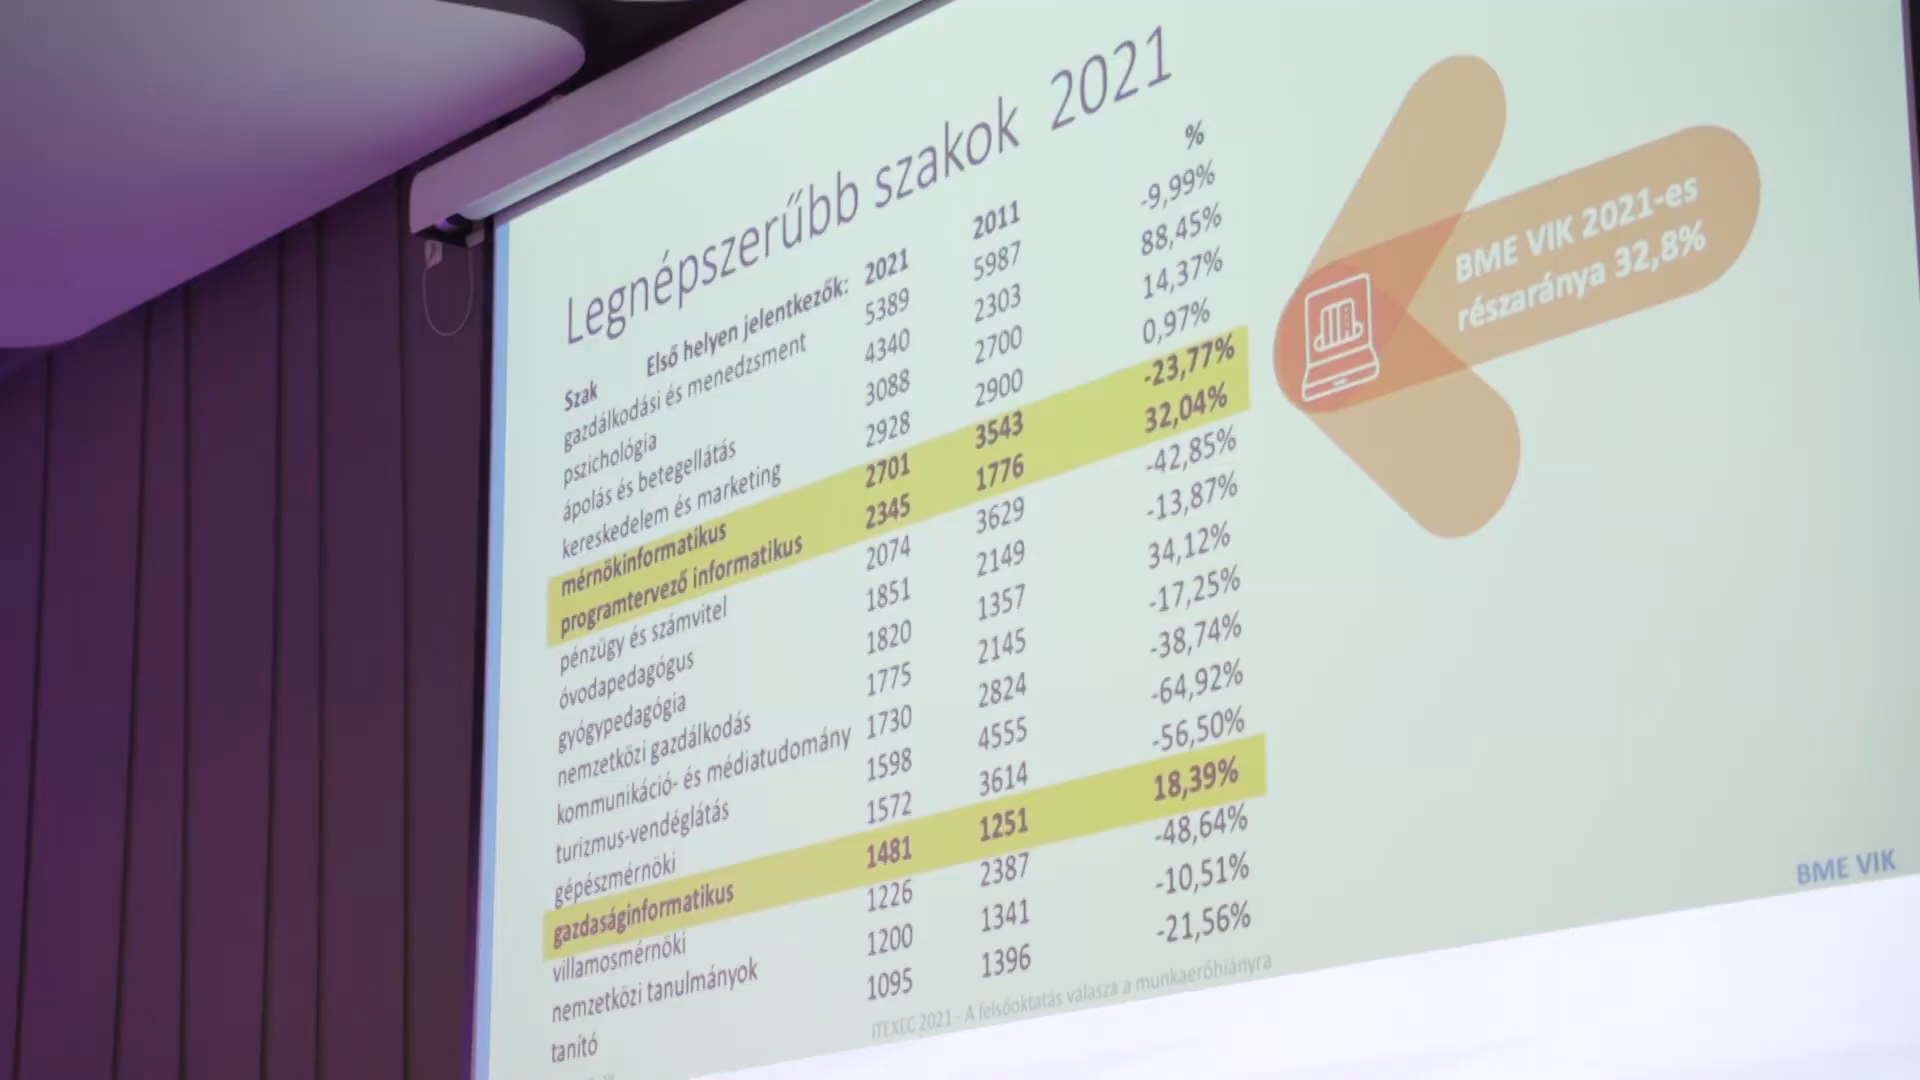 Legnépszerűbb szakok 2021
Szak Első helyen jelentkezők: 2021 2011 %
gazdálkodási és menedzsment 5389 5987 -9,99%
pszichológia 4340 2303 88,45%
ápolás és betegellátás 3088 2700 14,37%
kereskedelem és marketing 2928 2900 0,97%
mérnökinformatikus 2701 3543 -23,77%
programtervező informatikus 2345 1776 32,04%
pénzügy és számvitel 2074 3629 -42,85%
óvodapedagógus 1851 2149 -13,87%
gyógypedagógia 1820 1357 34,12%
nemzetközi gazdálkodás 1775 2145 -17,25%
kommunikáció- és médiatudomány 1730 2824 -38,74%
turizmus-vendéglátás 1598 4555 -64,92%
gépészmérnöki 1572 3614 -56,50%
gazdaságinformatikus 1481 1251 18,39%
villamosmérnöki 1226 2387 -48,64%
nemzetközi tanulmányok 1200 1341 -10,51%
tanító 1095 1396 -21,56%
BME VIK 2021-es
részaránya 32,8%
BME VIK
ITEXEC 2021 - A felsőoktatás válasza a munkaerőhiányra